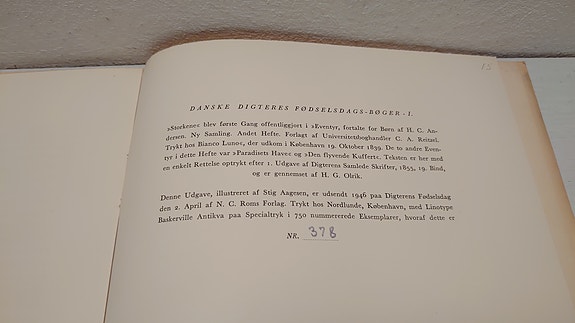 DANSKE DIGTERES FØDSELSDAGS-BØGER · I.
»Storkene« blev første Gang offentliggjort i »Eventyr, fortalte for Børn af H. C. An-
dersen. Ny Samling. Andet Hefte. Forlagt af Universitetsboghandler C. A. Reitzel.
Trykt hos Bianco Luno«, der udkom i København 19. Oktober 1839. De to andre Even-
tyr i dette Hefte var »Paradisets Have« og »Den flyvende Kuffert«. Teksten er her med
en enkelt Rettelse optrykt efter 1. Udgave af Digterens Samlede Skrifter, 1855, 19. Bind,
og er gennemset af H. G. Olrik.
Denne Udgave, illustreret af Stig Aagesen, er udsendt 1946 paa Digterens Fødselsdag
den 2. April af N. C. Roms Forlag. Trykt hos Nordlunde, København, med Linotype
Baskerville Antikva paa Specialtryk i 750 nummererede Eksemplarer, hvoraf dette er
NR. 378